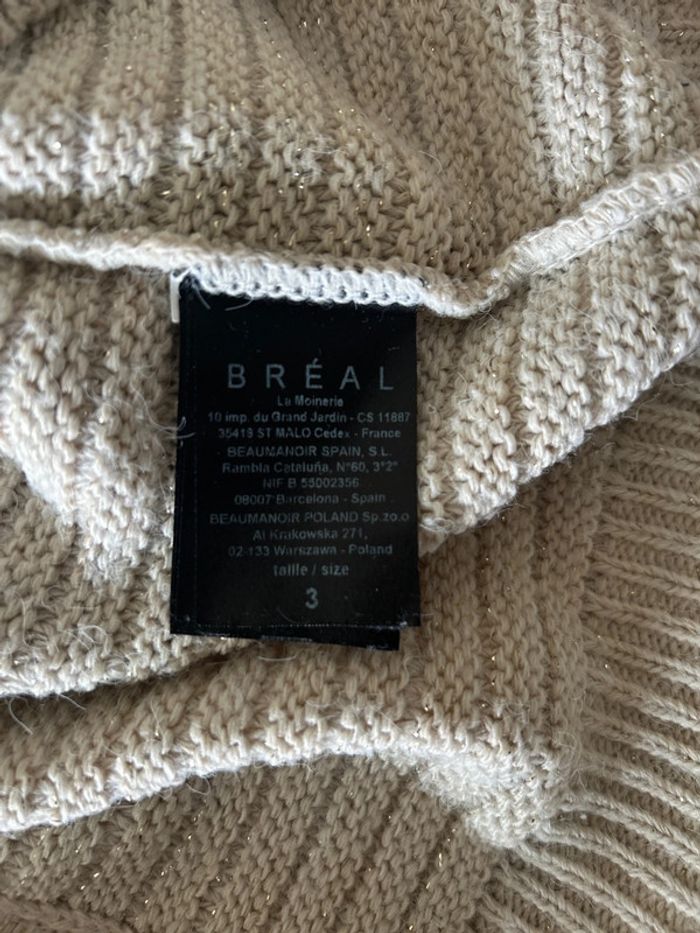 BRÉAL
La Moinerie
10 imp. du Grand Jardin - CS 11887
35418 ST MALO Cedex - France
BEAUMANOIR SPAIN, S.L.
Rambla Cataluña, N°60, 3°2ª
NIF B 55002356
08007 Barcelona - Spain
BEAUMANOIR POLAND Sp.zo.o
Al Krakowska 271,
02-133 Warszawa - Poland
taille / size
3